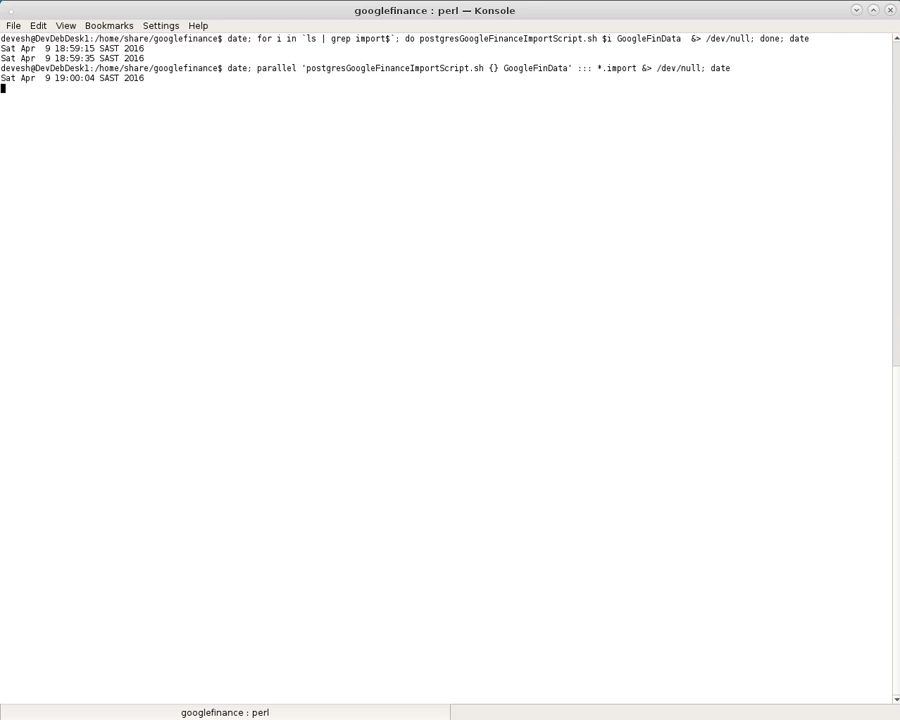 googlefinance : perl — Konsole
File Edit View Bookmarks Settings Help
devesh@DevDebDesk1:/home/share/googlefinance$ date; for i in `ls | grep import$`; do postgresGoogleFinanceImportScript.sh $i GoogleFinData  &> /dev/null; done; date
Sat Apr  9 18:59:15 SAST 2016
Sat Apr  9 18:59:35 SAST 2016
devesh@DevDebDesk1:/home/share/googlefinance$ date; parallel 'postgresGoogleFinanceImportScript.sh {} GoogleFinData' ::: *.import &> /dev/null; date
Sat Apr  9 19:00:04 SAST 2016
googlefinance : perl